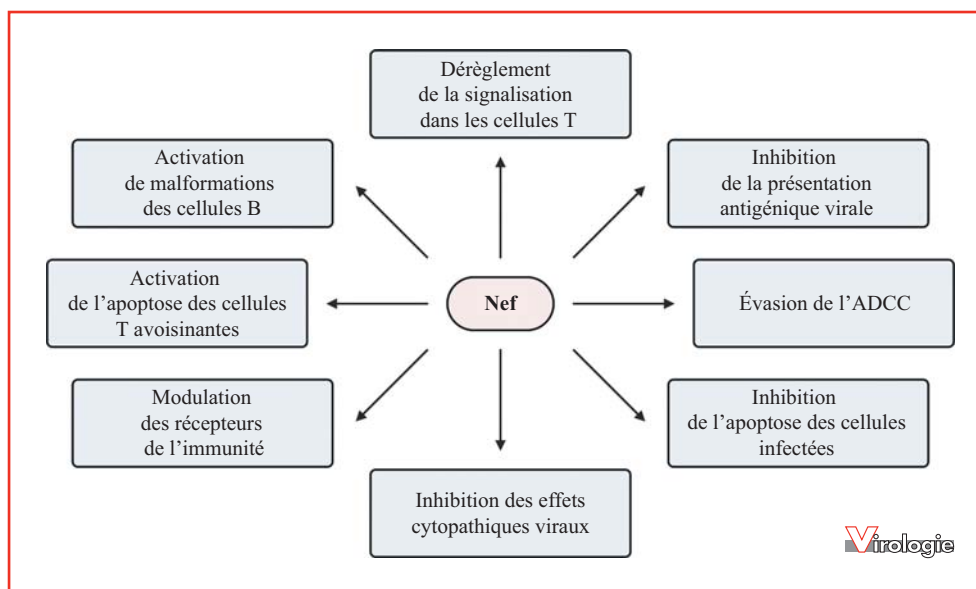 Dérèglement
de la signalisation
dans les cellules T
Activation
de malformations
des cellules B
Inhibition
de la présentation
antigénique virale
Activation
de l’apoptose des cellules
T avoisinantes
Nef
Évasion de l’ADCC
Modulation
des récepteurs
de l’immunité
Inhibition
de l’apoptose des cellules
infectées
Inhibition des effets
cytopathiques viraux
Virologie